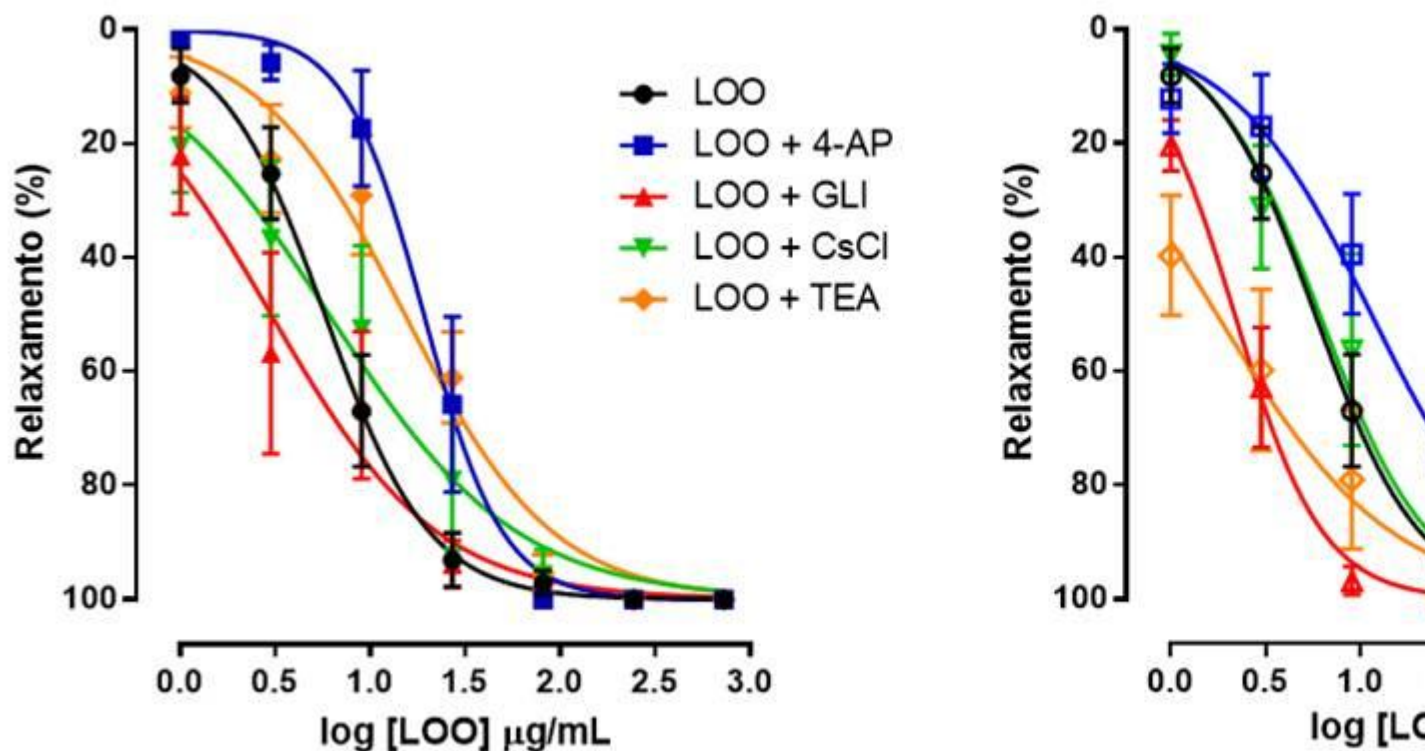 Relaxamento (%)
0
20
40
60
80
100
0.0 0.5 1.0 1.5 2.0 2.5 3.0
log [LOO] μg/mL
LOO
LOO + 4-AP
LOO + GLI
LOO + CsCl
LOO + TEA
Relaxamento (%)
0
20
40
60
80
100
0.0 0.5 1.0
log [LO